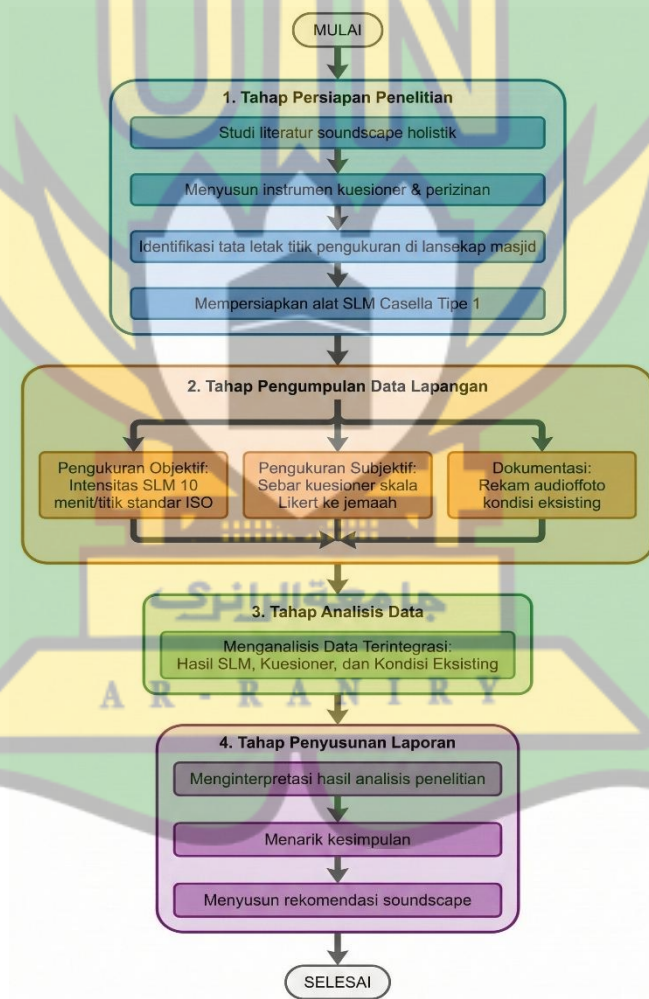 UIN
MULAI
1. Tahap Persiapan Penelitian
Studi literatur soundscape holistik
Menyusun instrumen kuesioner & perizinan
Identifikasi tata letak titik pengukuran di lansekap masjid
Mempersiapkan alat SLM Casella Tipe 1
2. Tahap Pengumpulan Data Lapangan
Pengukuran Objektif:
Intensitas SLM 10
menit/titik standar ISO
Pengukuran Subjektif:
Sebar kuesioner skala
Likert ke jemaah
Dokumentasi:
Rekam audioffoto
kondisi eksisting
جامعة الرانري
3. Tahap Analisis Data
Menganalisis Data Terintegrasi:
Hasil SLM, Kuesioner, dan Kondisi Eksisting
AR-RANIRY
4. Tahap Penyusunan Laporan
Menginterpretasi hasil analisis penelitian
Menarik kesimpulan
Menyusun rekomendasi soundscape
SELESAI